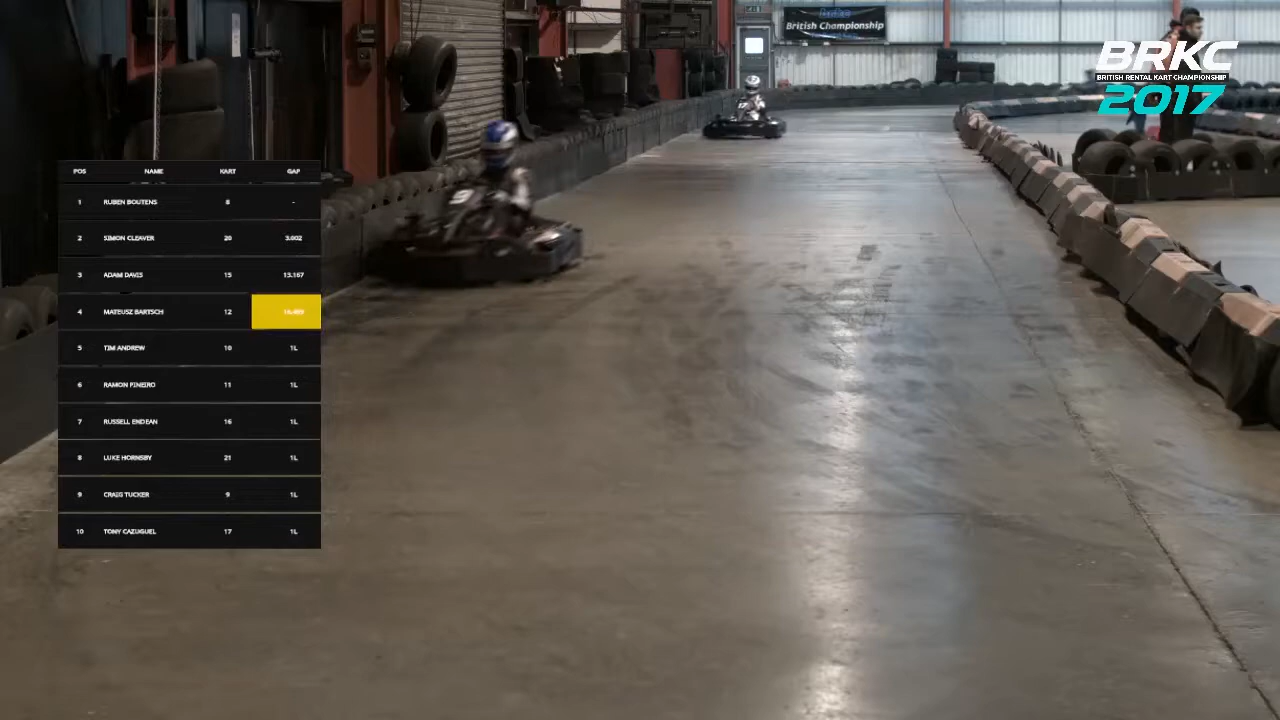 British Championship
BRKC
BRITISH RENTAL KART CHAMPIONSHIP
2017
POS NAME KART GAP
1 RUBEN BOUTENS 8 -
2 SIMON CLEAVER 20 3.002
3 ADAM DAVIS 15 13.167
4 MATEUSZ BARTSCH 12
5 TIM ANDREW 10 1L
6 RAMON PINEIRO 11 1L
7 RUSSELL ENDEAN 16 1L
8 LUKE HORNSBY 21 1L
9 CRAIG TUCKER 9 1L
10 TONY CAZUGUEL 17 1L